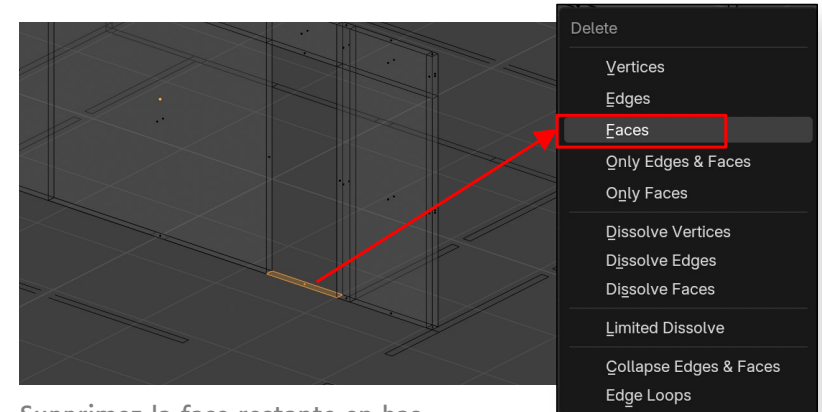 Delete
Vertices
Edges
Faces
Only Edges & Faces
Only Faces
Dissolve Vertices
Dissolve Edges
Dissolve Faces
Limited Dissolve
Collapse Edges & Faces
Edge Loops
Supprimez la face restante en bas